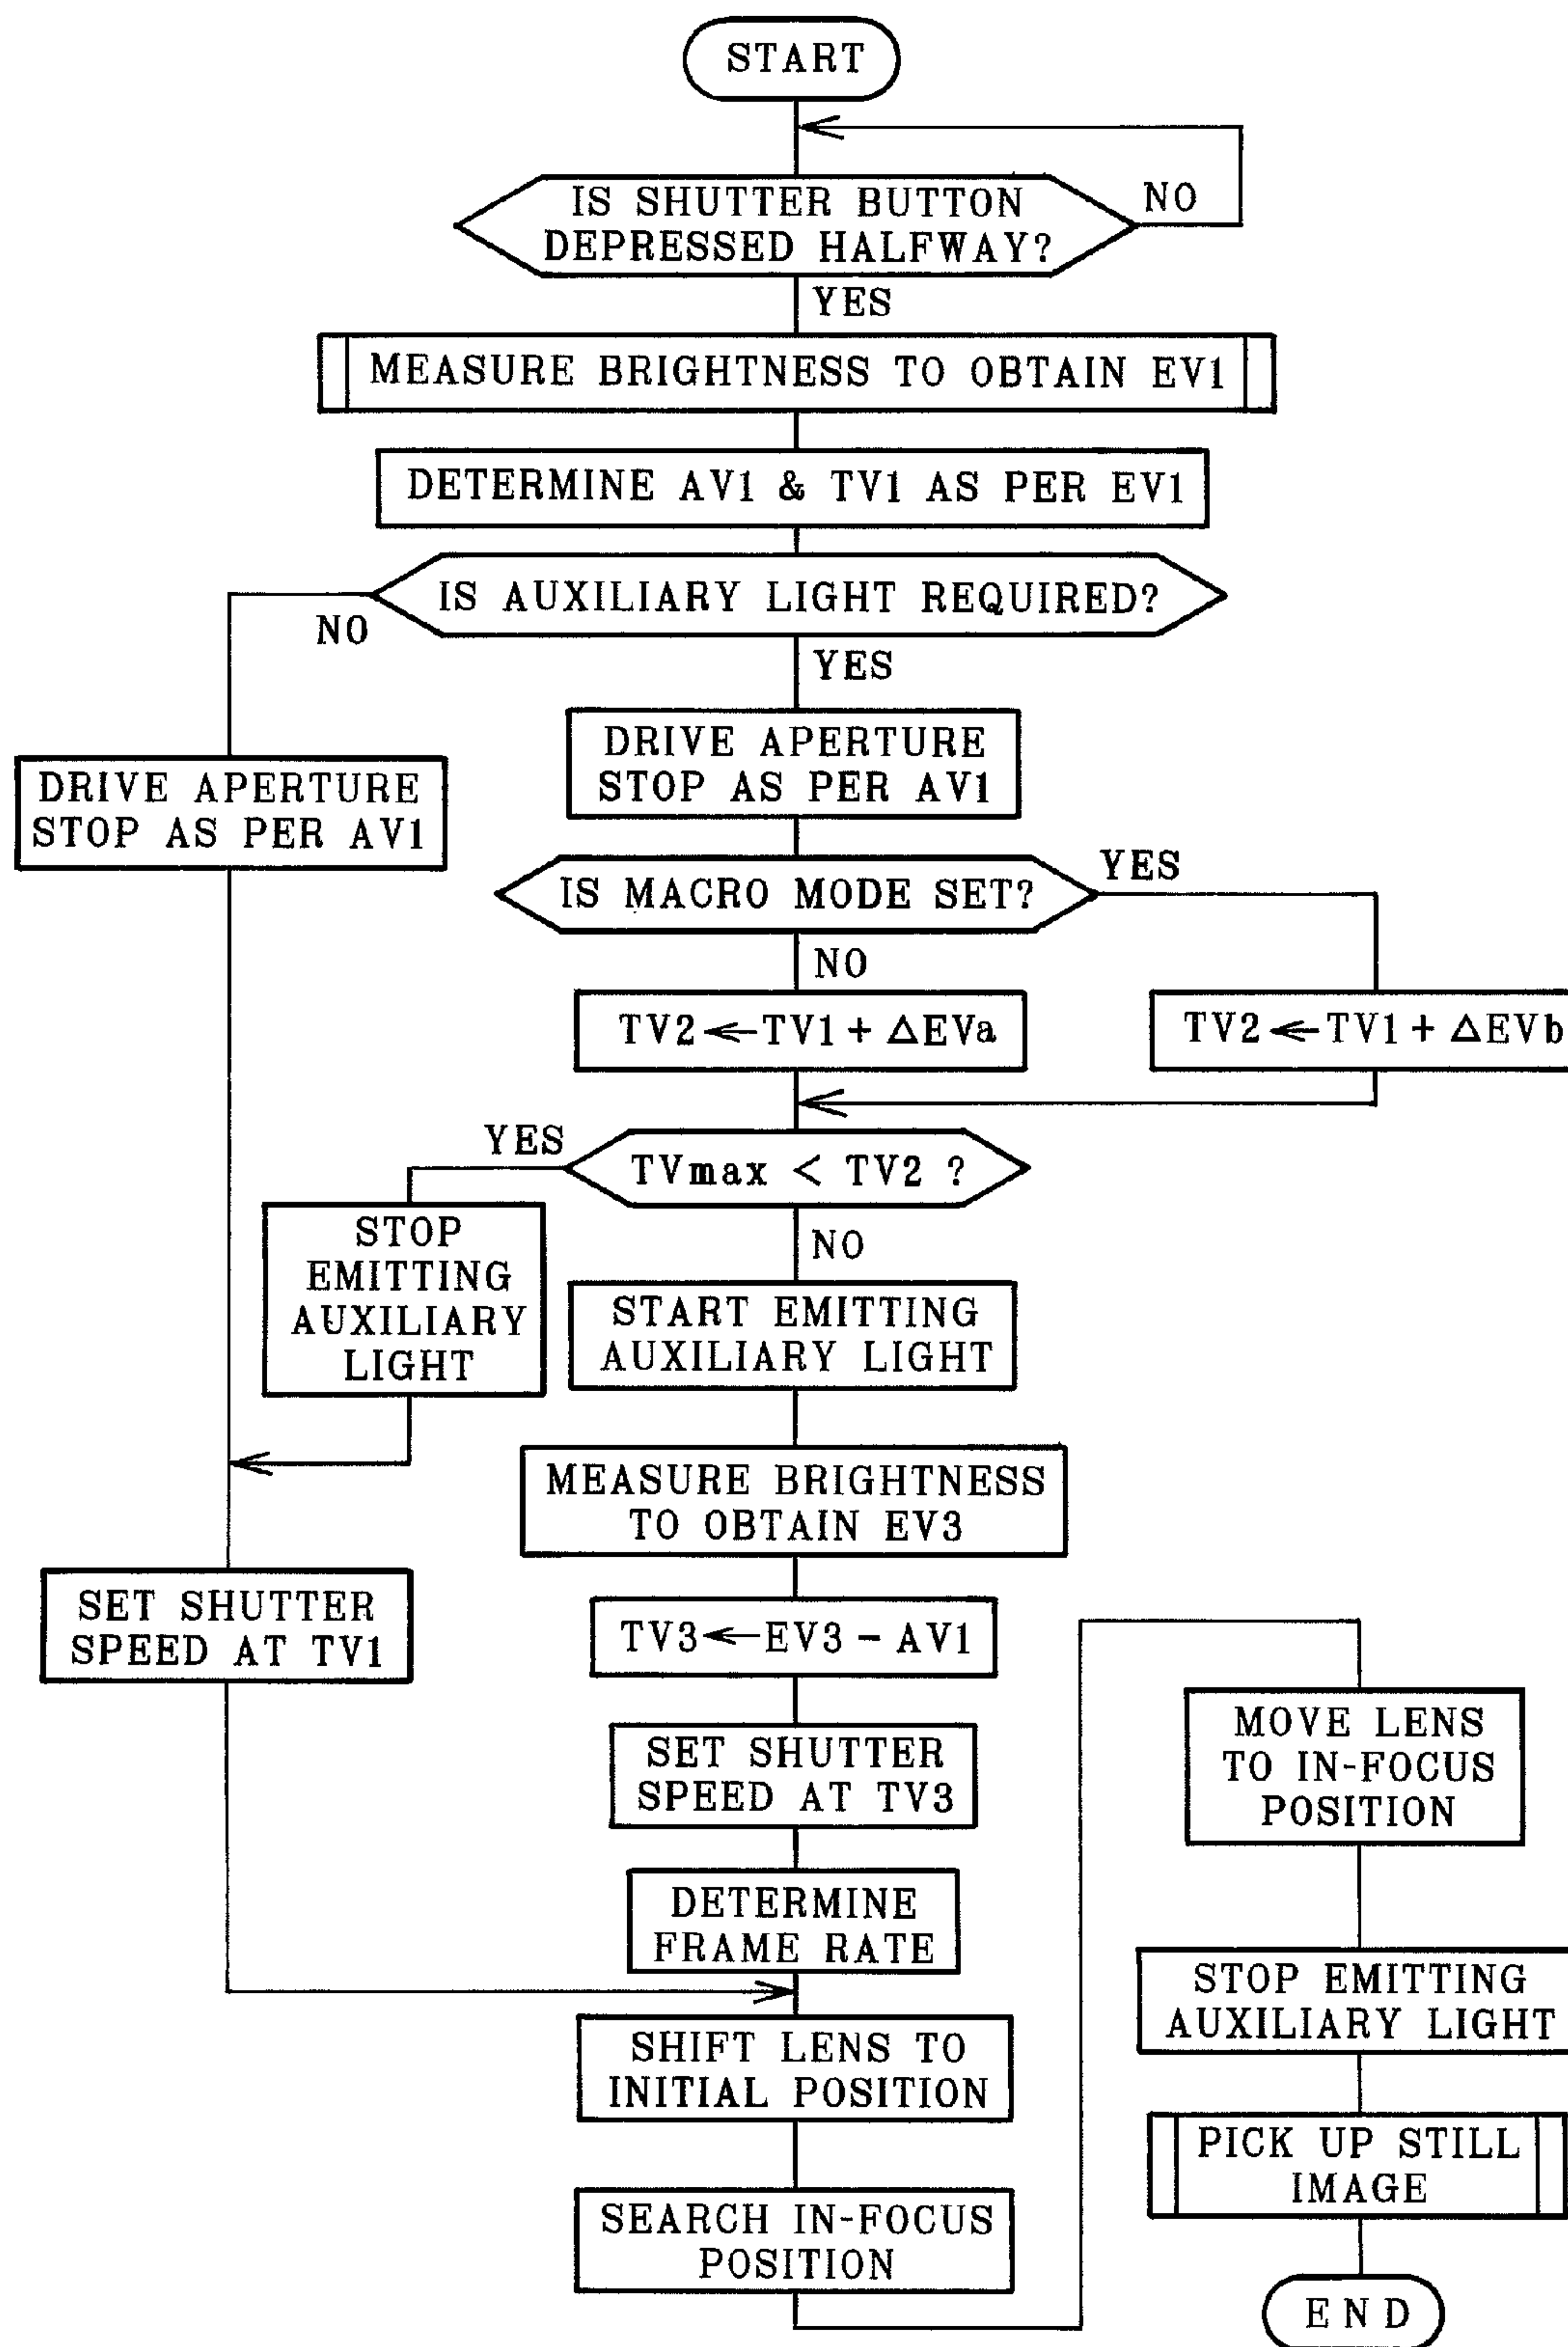 START
IS SHUTTER BUTTON
DEPRESSED HALFWAY?
NO
YES
MEASURE BRIGHTNESS TO OBTAIN EV1
DETERMINE AV1 & TV1 AS PER EV1
IS AUXILIARY LIGHT REQUIRED?
NO
YES
DRIVE APERTURE
STOP AS PER AV1
DRIVE APERTURE
STOP AS PER AV1
IS MACRO MODE SET?
YES
NO
TV2←TV1+△EVa
TV2←TV1+△EVb
TVmax < TV2 ?
YES
NO
STOP
EMITTING
AUXILIARY
LIGHT
START EMITTING
AUXILIARY LIGHT
MEASURE BRIGHTNESS
TO OBTAIN EV3
SET SHUTTER
SPEED AT TV1
TV3←EV3-AV1
SET SHUTTER
SPEED AT TV3
DETERMINE
FRAME RATE
SHIFT LENS TO
INITIAL POSITION
SEARCH IN-FOCUS
POSITION
MOVE LENS
TO IN-FOCUS
POSITION
STOP EMITTING
AUXILIARY LIGHT
PICK UP STILL
IMAGE
END